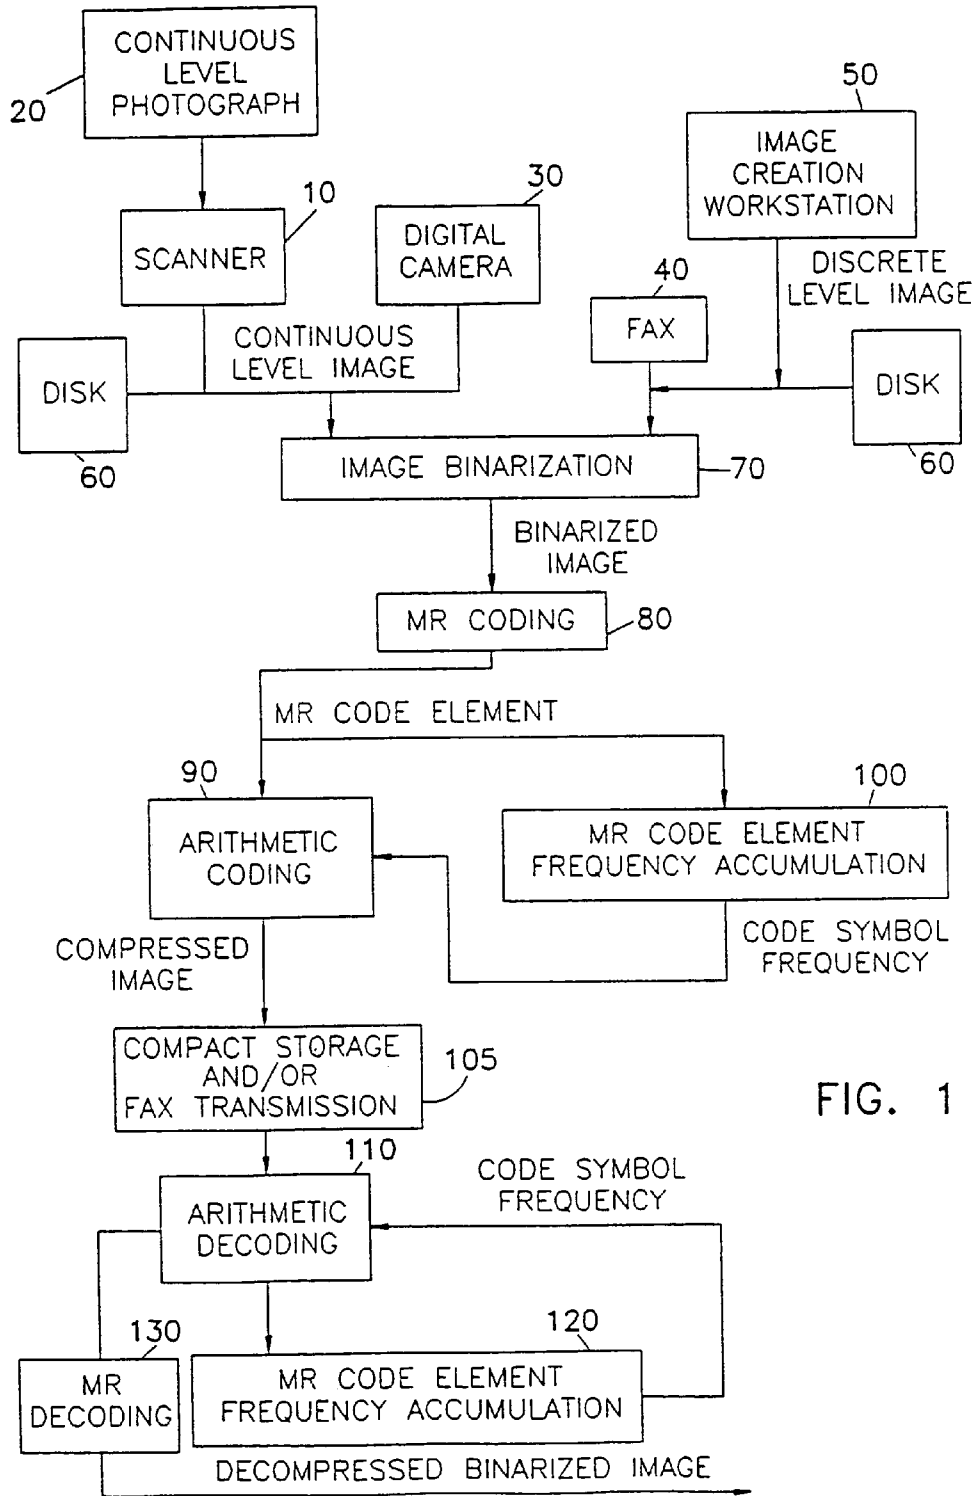 CONTINUOUS
LEVEL
PHOTOGRAPH
20
50
IMAGE
CREATION
WORKSTATION
10
SCANNER
30
DIGITAL
CAMERA
DISCRETE
LEVEL IMAGE
40
FAX
CONTINUOUS
LEVEL IMAGE
DISK
60
DISK
60
IMAGE BINARIZATION
70
BINARIZED
IMAGE
MR CODING
80
MR CODE ELEMENT
90
ARITHMETIC
CODING
100
MR CODE ELEMENT
FREQUENCY ACCUMULATION
CODE SYMBOL
FREQUENCY
COMPRESSED
IMAGE
COMPACT STORAGE
AND/OR
FAX TRANSMISSION
105
FIG. 1
110
ARITHMETIC
DECODING
CODE SYMBOL
FREQUENCY
130
MR
DECODING
120
MR CODE ELEMENT
FREQUENCY ACCUMULATION
DECOMPRESSED BINARIZED IMAGE